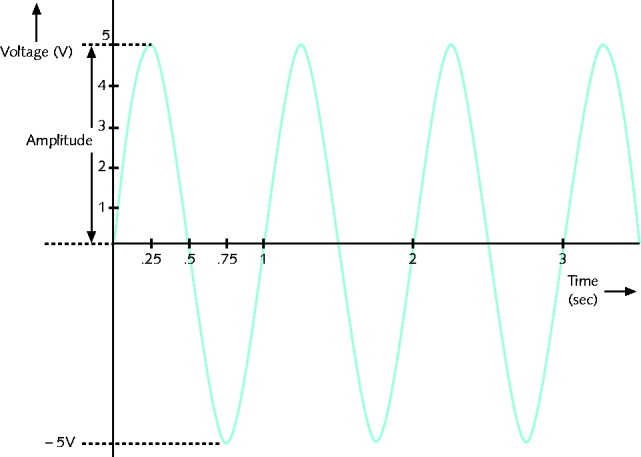 5
Voltage (V)
4
3
Amplitude
2
1
.25
.5
.75
1
2
3
Time
(sec)
– 5V